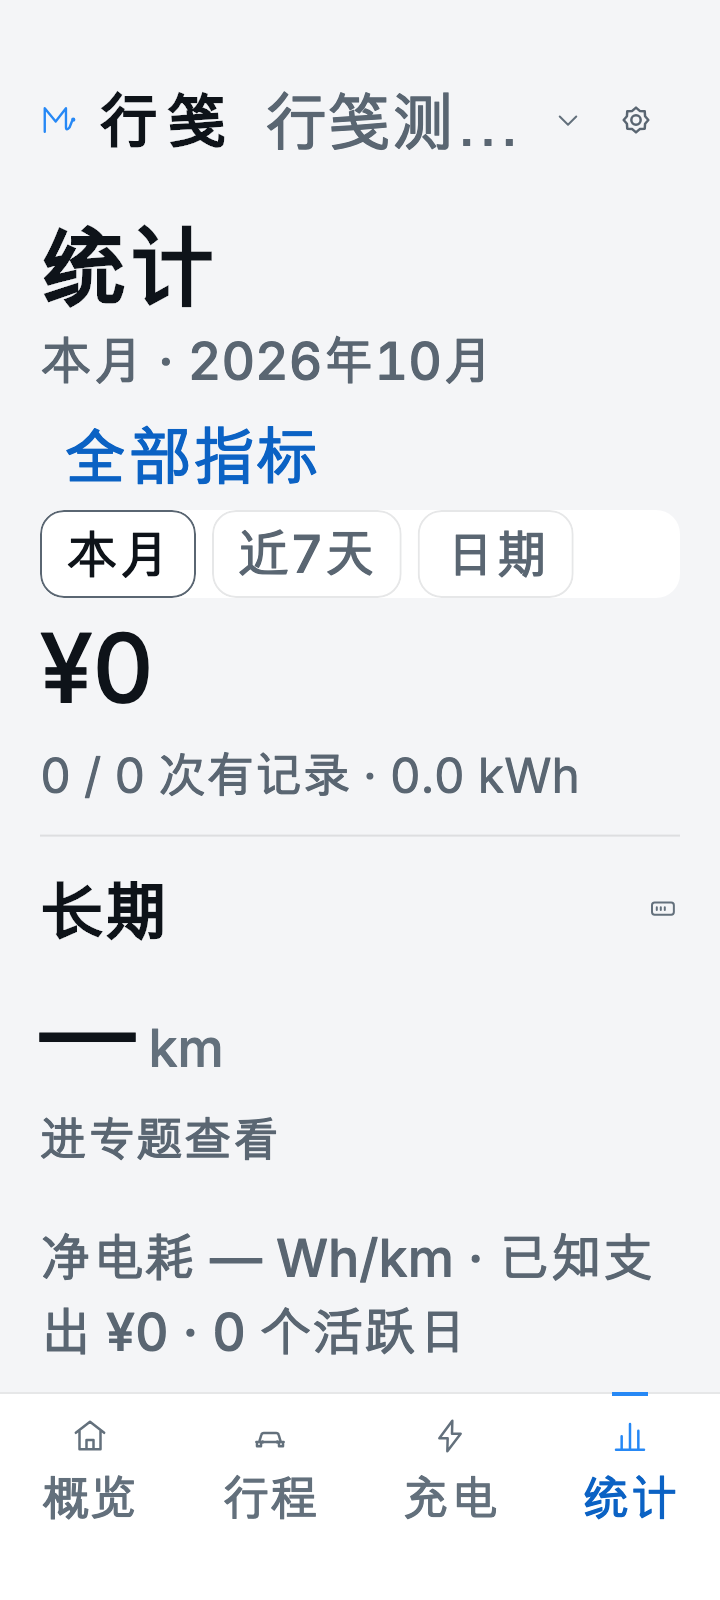 行笺 行笺测...
统计
本月 · 2026年10月
全部指标
本月 近7天 日期
¥0
0 / 0 次有记录 · 0.0 kWh
长期
— km
进专题查看
净电耗 — Wh/km · 已知支
出 ¥0 · 0 个活跃日
概览 行程 充电 统计